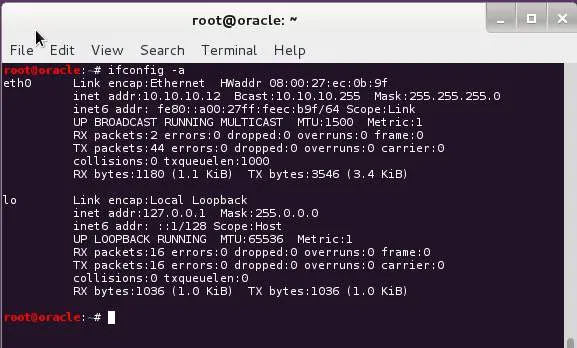 root@oracle: ~
File Edit View Search Terminal Help
root@oracle:~# ifconfig -a
eth0      Link encap:Ethernet  HWaddr 08:00:27:ec:0b:9f
          inet addr:10.10.10.12  Bcast:10.10.10.255  Mask:255.255.255.0
          inet6 addr: fe80::a00:27ff:feec:b9f/64 Scope:Link
          UP BROADCAST RUNNING MULTICAST  MTU:1500  Metric:1
          RX packets:2 errors:0 dropped:0 overruns:0 frame:0
          TX packets:44 errors:0 dropped:0 overruns:0 carrier:0
          collisions:0 txqueuelen:1000
          RX bytes:1180 (1.1 KiB)  TX bytes:3546 (3.4 KiB)
lo        Link encap:Local Loopback
          inet addr:127.0.0.1  Mask:255.0.0.0
          inet6 addr: ::1/128 Scope:Host
          UP LOOPBACK RUNNING  MTU:65536  Metric:1
          RX packets:16 errors:0 dropped:0 overruns:0 frame:0
          TX packets:16 errors:0 dropped:0 overruns:0 carrier:0
          collisions:0 txqueuelen:0
          RX bytes:1036 (1.0 KiB)  TX bytes:1036 (1.0 KiB)
root@oracle:~#